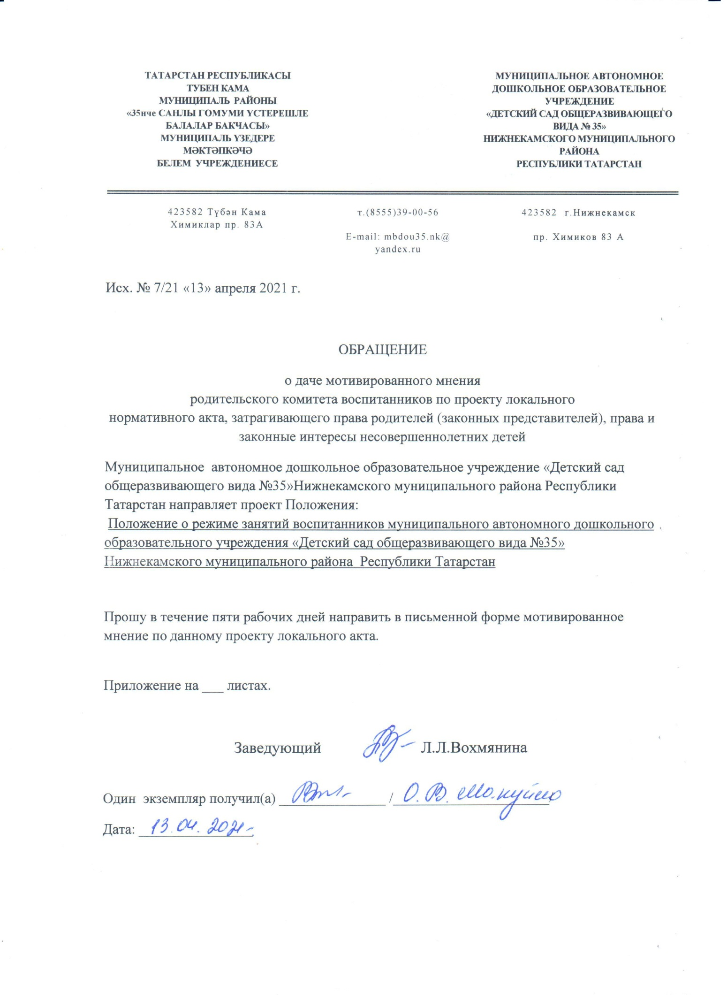 ТАТАРСТАН РЕСПУБЛИКАСЫ
ТУБЕН КАМА
МУНИЦИПАЛЬ РАЙОНЫ
«35нче САНЛЫ ГОМУМИ ҮСТЕРЕШЛЕ
БАЛАЛАР БАКЧАСЫ»
МУНИЦИПАЛЬ ҮЗЕДЕРЕ
МӘКТӘПКӘЧӘ
БЕЛЕМ УЧРЕЖДЕНИЕСЕ
МУНИЦИПАЛЬНОЕ АВТОНОМНОЕ
ДОШКОЛЬНОЕ ОБРАЗОВАТЕЛЬНОЕ
УЧРЕЖДЕНИЕ
«ДЕТСКИЙ САД ОБЩЕРАЗВИВАЮЩЕГО
ВИДА № 35»
НИЖНЕКАМСКОГО МУНИЦИПАЛЬНОГО
РАЙОНА
РЕСПУБЛИКИ ТАТАРСТАН
423582 Түбән Кама
Химиклар пр. 83А
т.(8555)39-00-56
E-mail: mbdou35.nk@
yandex.ru
423582 г.Нижнекамск
пр. Химиков 83 А
Исх. № 7/21 «13» апреля 2021 г.
ОБРАЩЕНИЕ
о даче мотивированного мнения
родительского комитета воспитанников по проекту локального
нормативного акта, затрагивающего права родителей (законных представителей), права и
законные интересы несовершеннолетних детей
Муниципальное автономное дошкольное образовательное учреждение «Детский сад
общеразвивающего вида №35»Нижнекамского муниципального района Республики
Татарстан направляет проект Положения:
Положение о режиме занятий воспитанников муниципального автономного дошкольного
образовательного учреждения «Детский сад общеразвивающего вида №35»
Нижнекамского муниципального района Республики Татарстан
Прошу в течение пяти рабочих дней направить в письменной форме мотивированное
мнение по данному проекту локального акта.
Приложение на ___ листах.
Заведующий Л.Л.Вохмянина
Один экземпляр получил(а) / О. В.
Дата: 13.04.2021